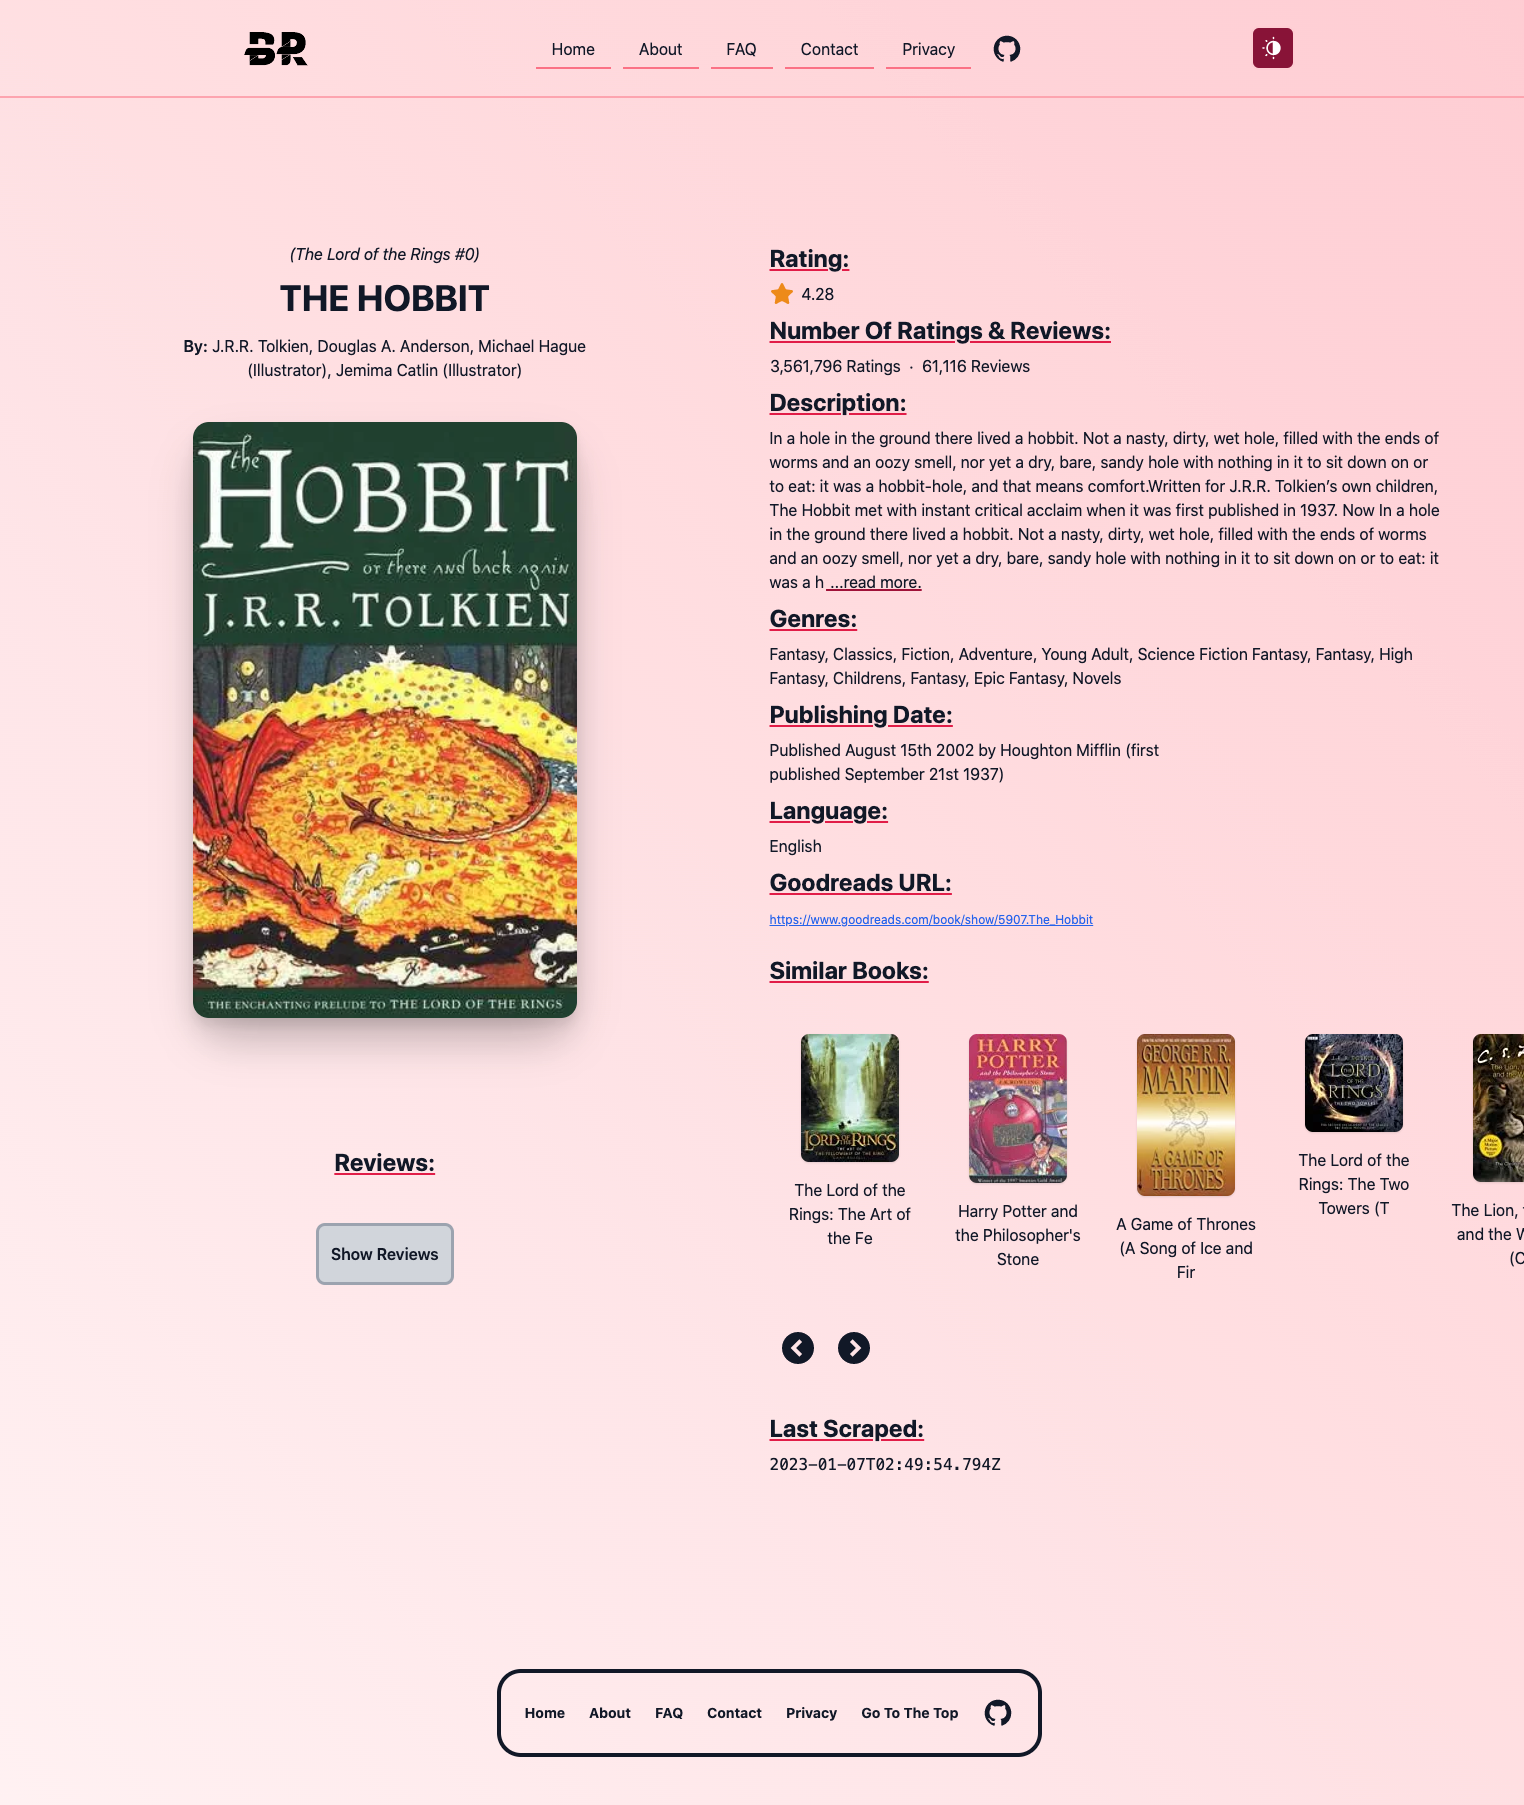 BR
Home About FAQ Contact Privacy
(The Lord of the Rings #0)
THE HOBBIT
By: J.R.R. Tolkien, Douglas A. Anderson, Michael Hague
(Illustrator), Jemima Catlin (Illustrator)
the
HOBBIT
or there and back again
J.R.R. TOLKIEN
THE ENCHANTING PRELUDE TO THE LORD OF THE RINGS
Reviews:
Show Reviews
Rating:
4.28
Number Of Ratings & Reviews:
3,561,796 Ratings · 61,116 Reviews
Description:
In a hole in the ground there lived a hobbit. Not a nasty, dirty, wet hole, filled with the ends of
worms and an oozy smell, nor yet a dry, bare, sandy hole with nothing in it to sit down on or
to eat: it was a hobbit-hole, and that means comfort.Written for J.R.R. Tolkien’s own children,
The Hobbit met with instant critical acclaim when it was first published in 1937. Now In a hole
in the ground there lived a hobbit. Not a nasty, dirty, wet hole, filled with the ends of worms
and an oozy smell, nor yet a dry, bare, sandy hole with nothing in it to sit down on or to eat: it
was a h ...read more.
Genres:
Fantasy, Classics, Fiction, Adventure, Young Adult, Science Fiction Fantasy, Fantasy, High
Fantasy, Childrens, Fantasy, Epic Fantasy, Novels
Publishing Date:
Published August 15th 2002 by Houghton Mifflin (first
published September 21st 1937)
Language:
English
Goodreads URL:
https://www.goodreads.com/book/show/5907.The_Hobbit
Similar Books:
LORD OF THE RINGS
THE ART OF
THE FELLOWSHIP OF THE RING
The Lord of the
Rings: The Art of
the Fe
HARRY
POTTER
and the Philosopher's Stone
J.K.ROWLING
Harry Potter and
the Philosopher's
Stone
GEORGE R.R.
MARTIN
A GAME OF
THRONES
A Game of Thrones
(A Song of Ice and
Fir
J.R.R. TOLKIEN
THE LORD
OF THE
RINGS
THE TWO TOWERS
The Lord of the
Rings: The Two
Towers (T
C. S.
The Lion,
and the W
(C
Last Scraped:
2023-01-07T02:49:54.794Z
Home About FAQ Contact Privacy Go To The Top